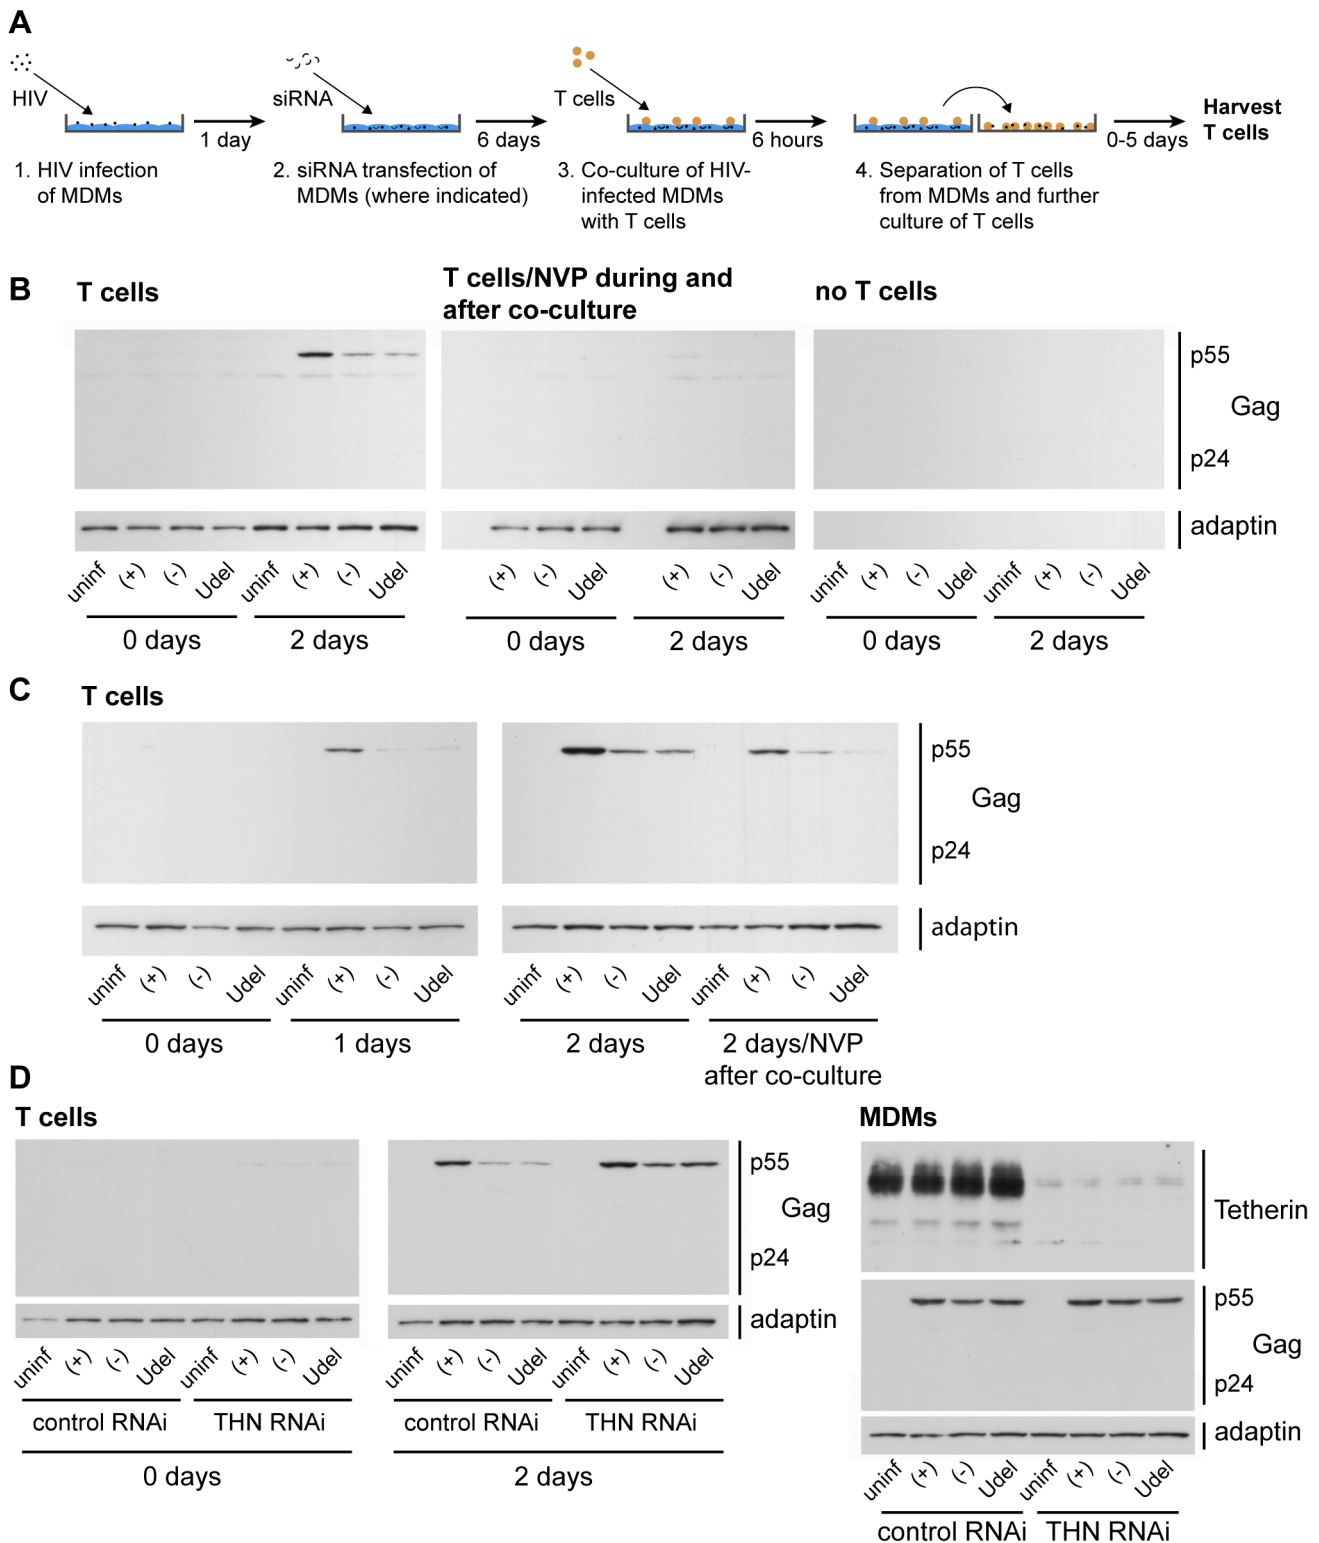 A
HIV
siRNA
T cells
1 day
6 days
6 hours
0-5 days
Harvest
T cells
1. HIV infection
of MDMs
2. siRNA transfection of
MDMs (where indicated)
3. Co-culture of HIV-
infected MDMs
with T cells
4. Separation of T cells
from MDMs and further
culture of T cells
B
T cells
T cells/NVP during and
after co-culture
no T cells
p55
Gag
p24
adaptin
uninf (+) (-) Udel uninf (+) (-) Udel
(+) (-) Udel (+) (-) Udel
uninf (+) (-) Udel uninf (+) (-) Udel
0 days 2 days
0 days 2 days
0 days 2 days
C
T cells
p55
Gag
p24
adaptin
uninf (+) (-) Udel uninf (+) (-) Udel
uninf (+) (-) Udel uninf (+) (-) Udel
0 days 1 days
2 days 2 days/NVP
after co-culture
D
T cells
p55
Gag
p24
adaptin
uninf (+) (-) Udel uninf (+) (-) Udel
uninf (+) (-) Udel uninf (+) (-) Udel
control RNAi THN RNAi
control RNAi THN RNAi
0 days
2 days
MDMs
Tetherin
p55
Gag
p24
adaptin
uninf (+) (-) Udel uninf (+) (-) Udel
control RNAi THN RNAi